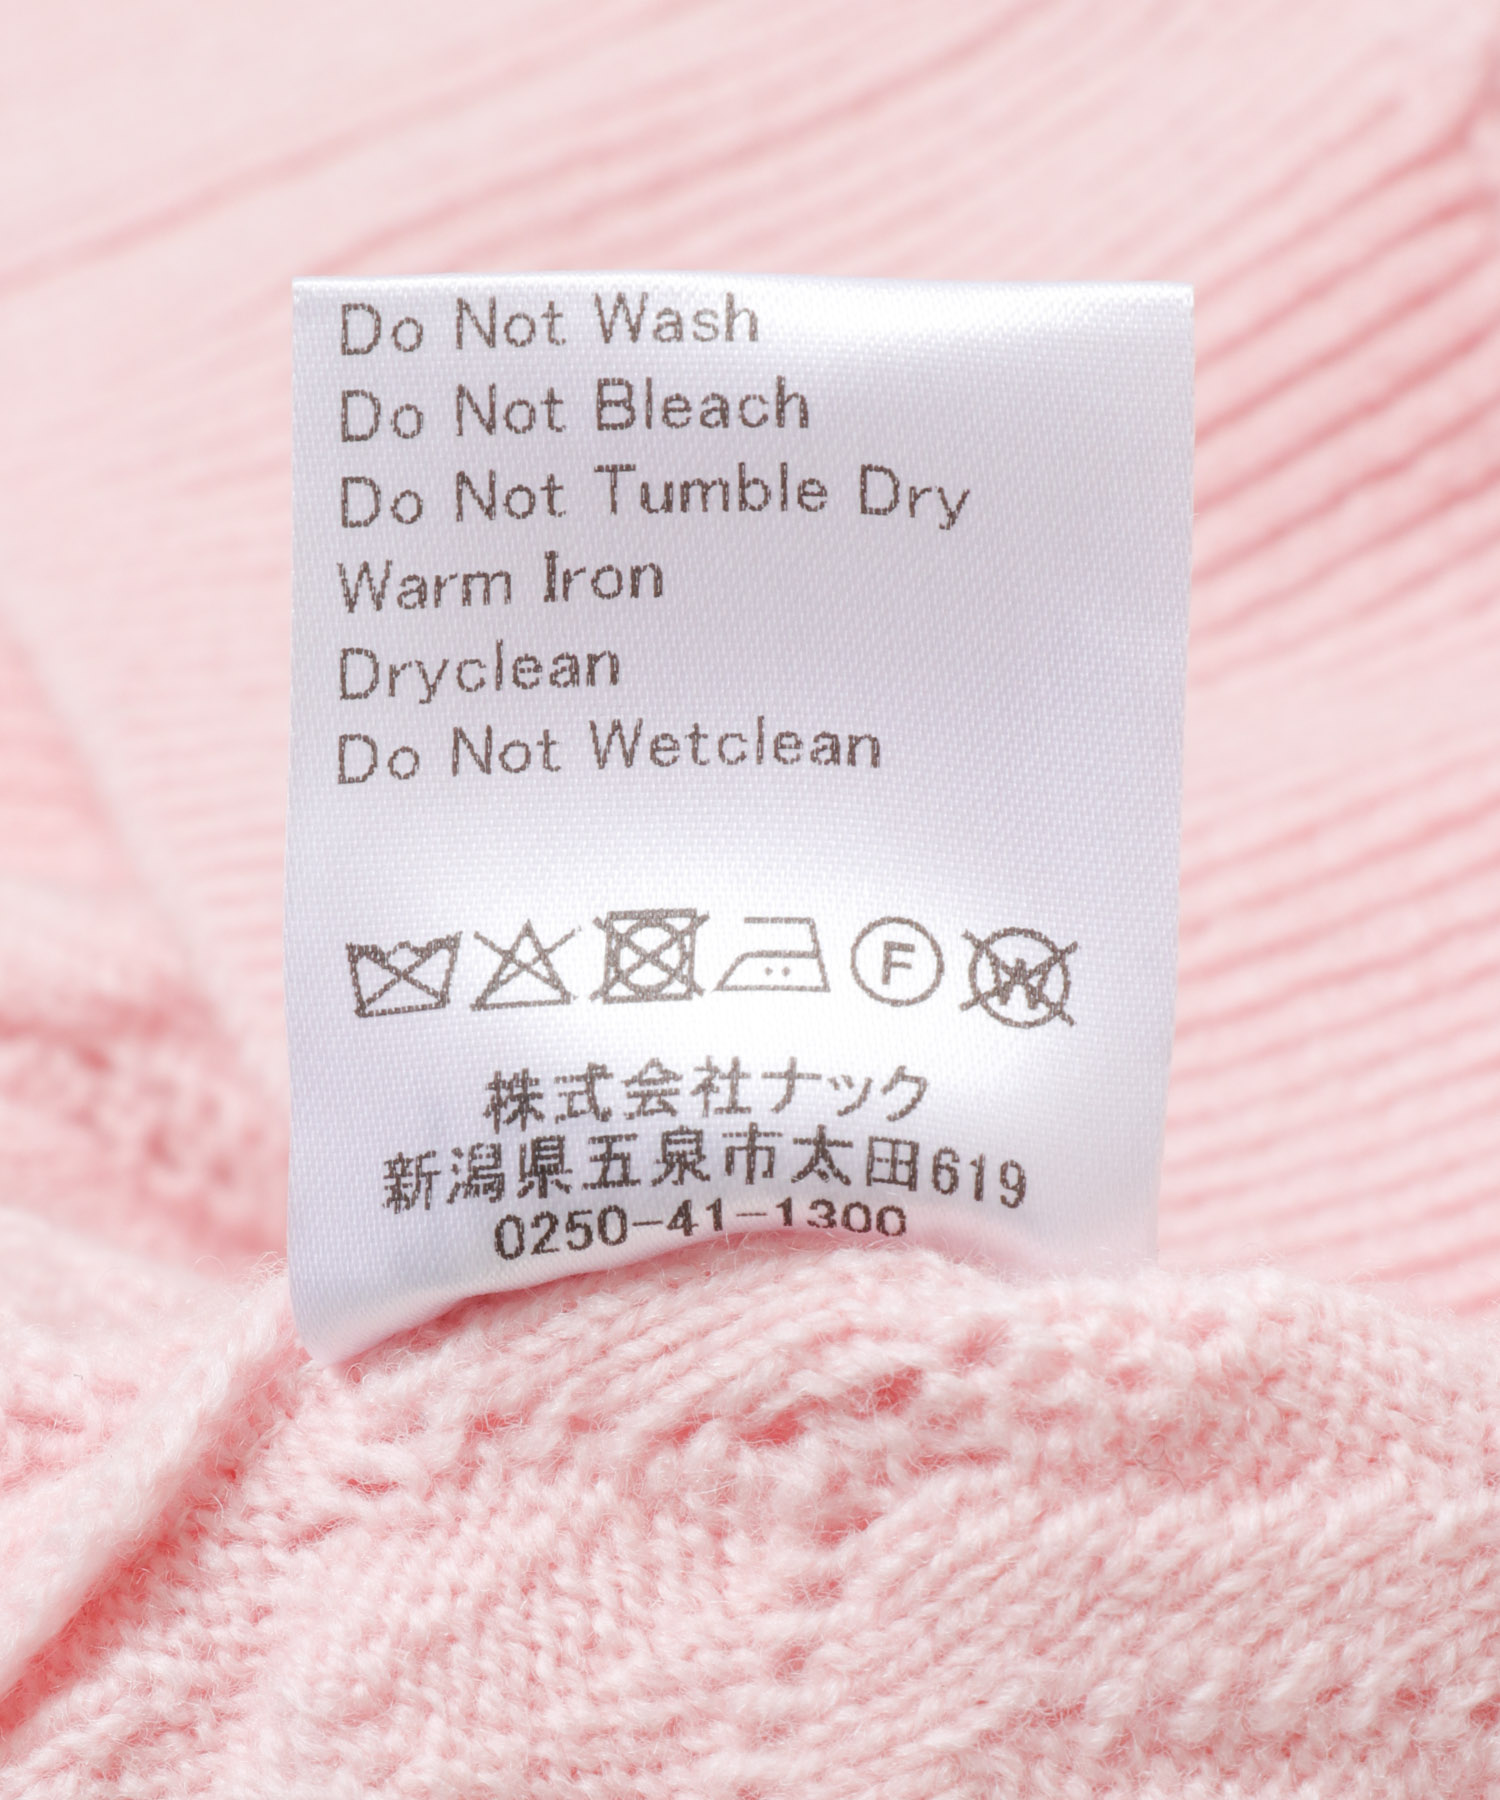 Do Not Wash
Do Not Bleach
Do Not Tumble Dry
Warm Iron
Dryclean
Do Not Wetclean
F W
株式会社ナック
新潟県五泉市太田619
0250-41-1300